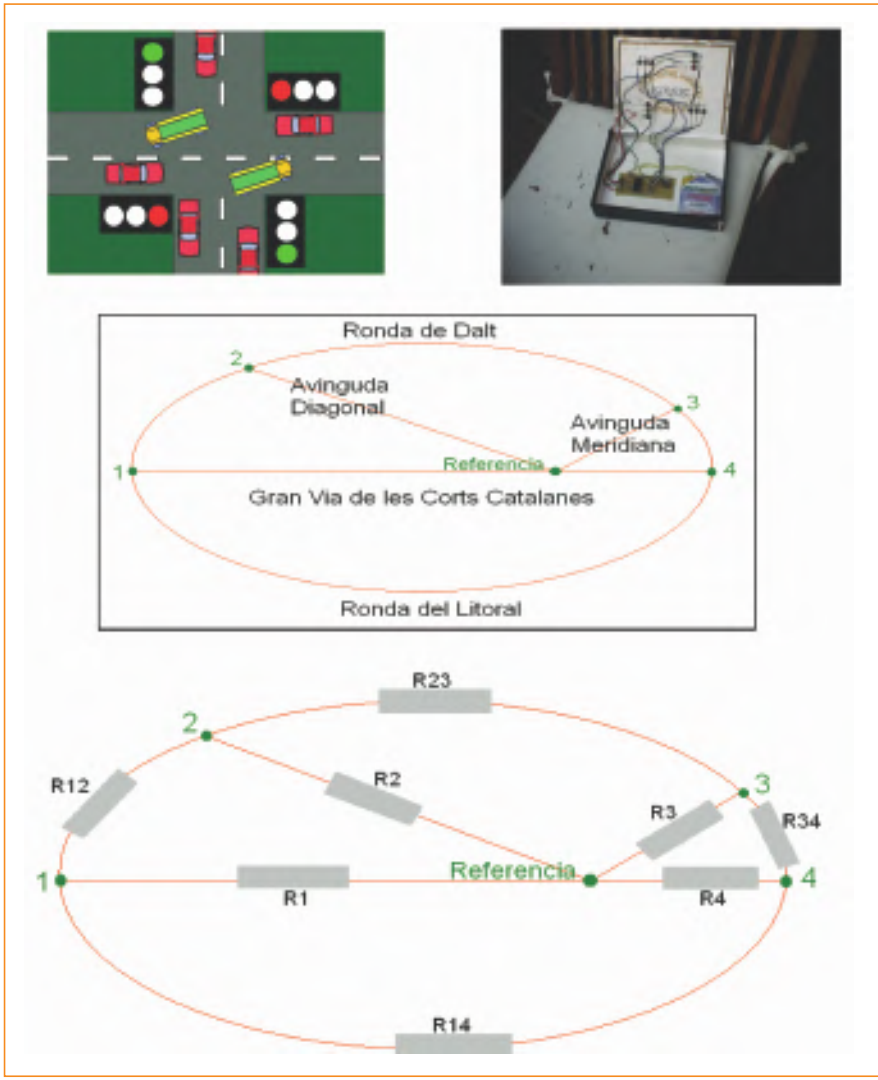 Ronda de Dalt
2
Avinguda
Diagonal
3
Avinguda
Meridiana
Referencia
1
4
Gran Via de les Corts Catalanes
Ronda del Litoral
R23
2
R12
R2
3
R3
R34
Referencia
1
4
R1
R4
R14